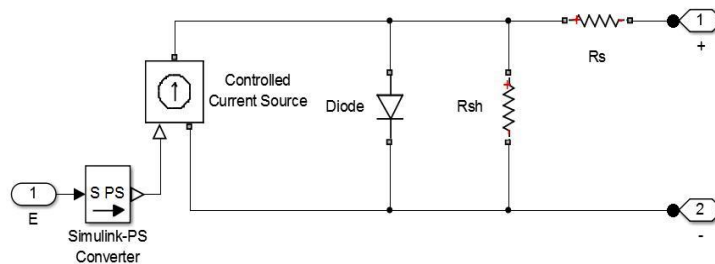 1
+
Rs
Controlled
Current Source
Diode
Rsh
1
E
S PS
Simulink-PS
Converter
2
-